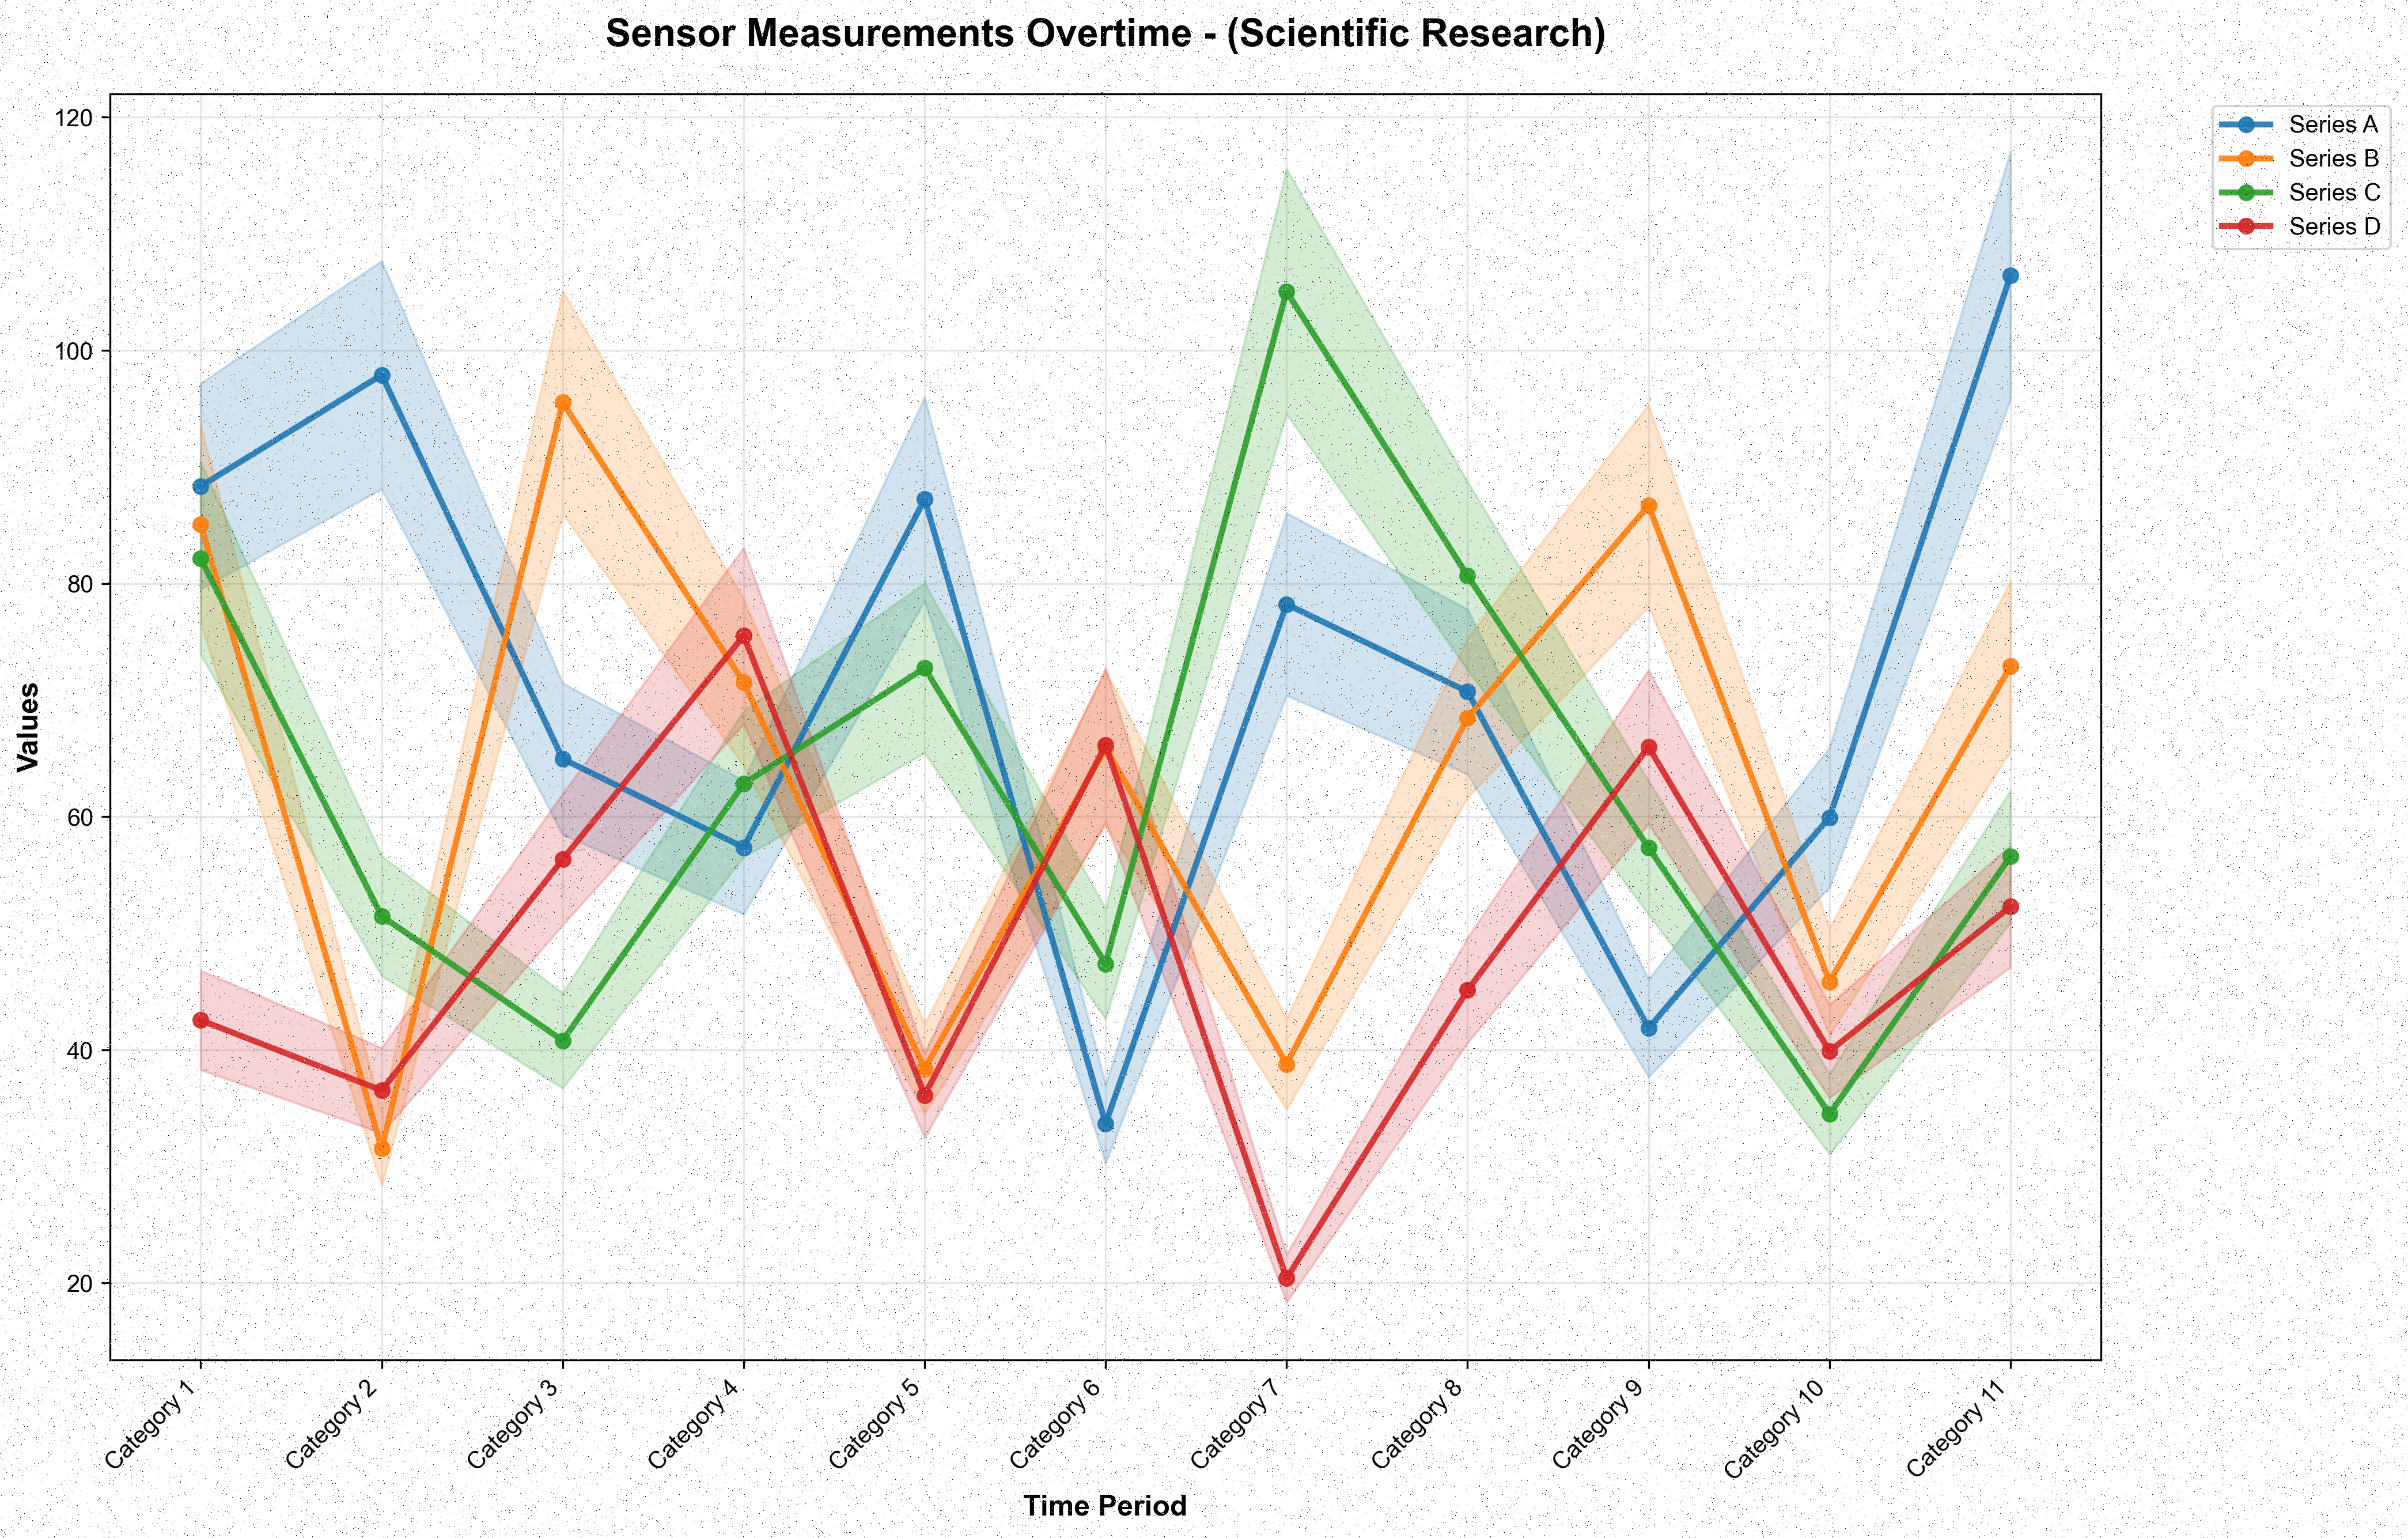 Sensor Measurements Overtime - (Scientific Research)
Series A
Series B
Series C
Series D
Values
120
100
80
60
40
20
Category 1
Category 2
Category 3
Category 4
Category 5
Category 6
Category 7
Category 8
Category 9
Category 10
Category 11
Time Period